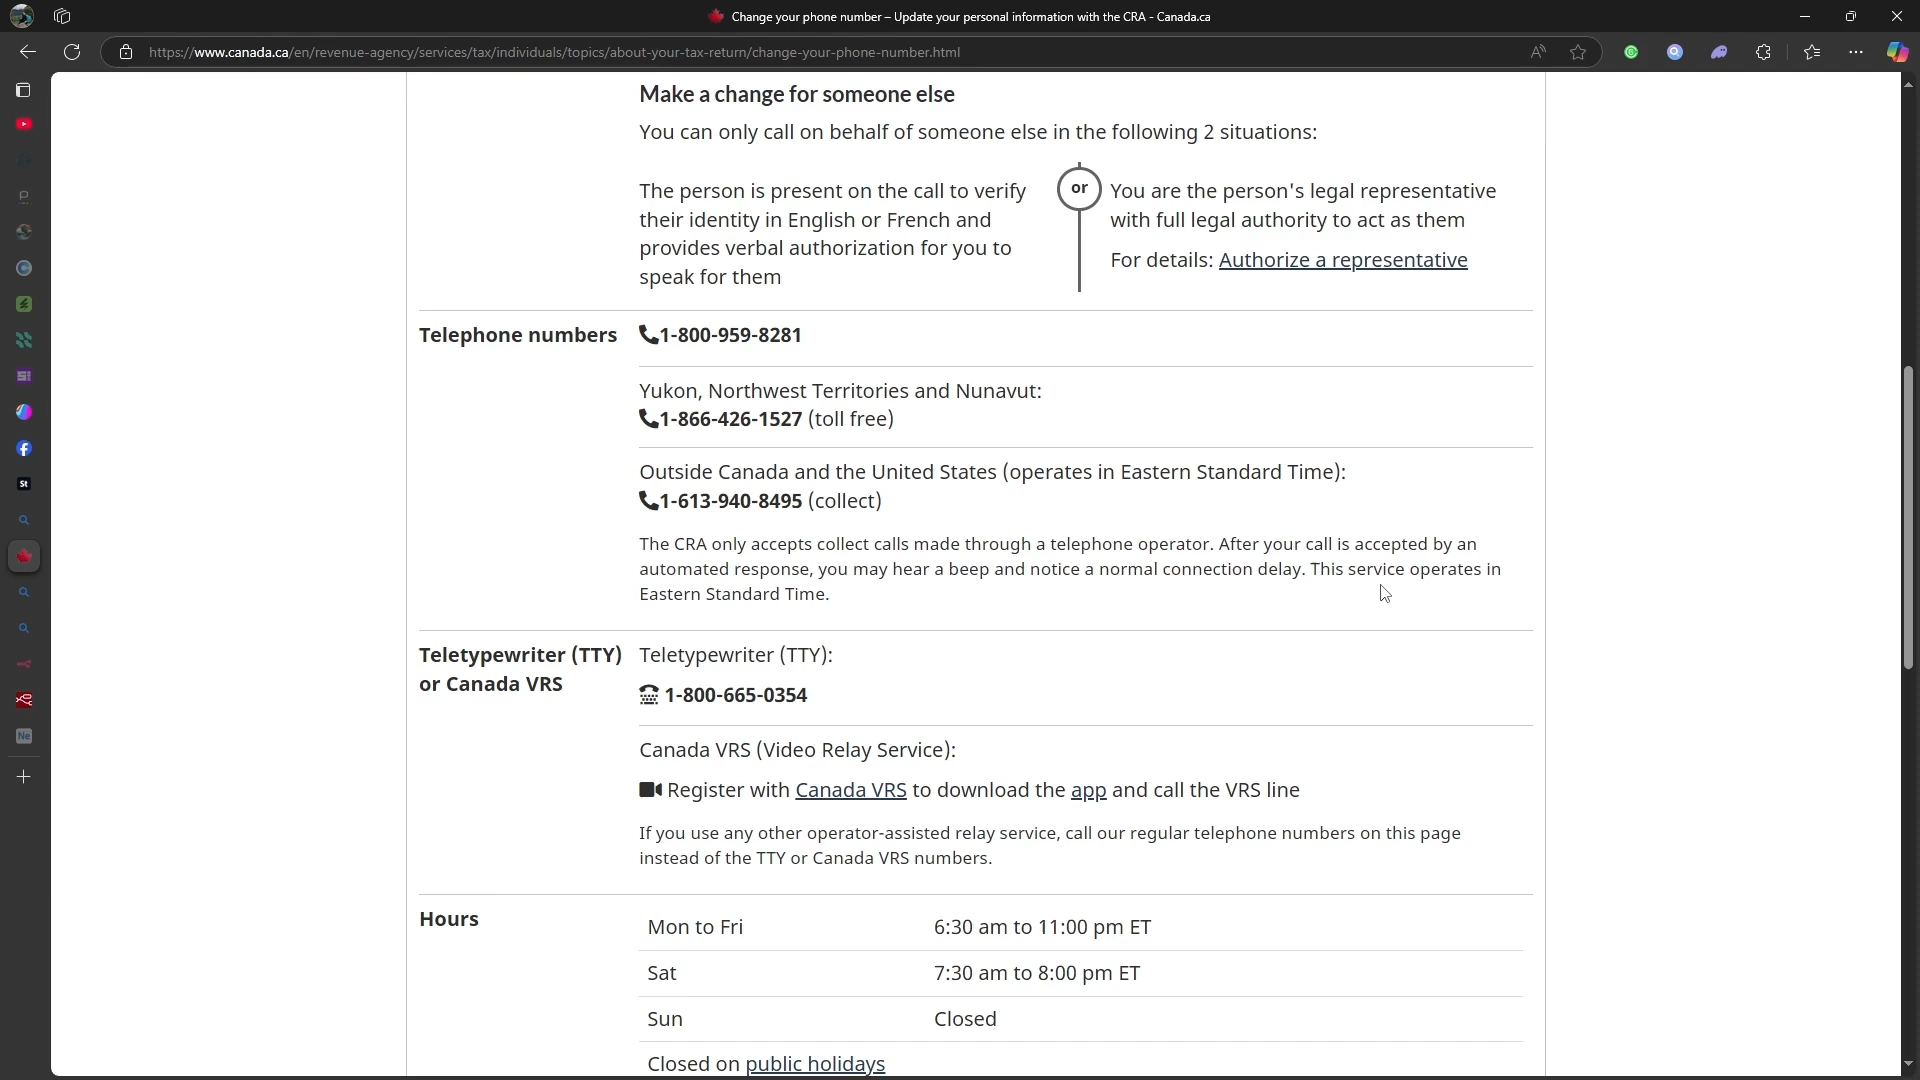 Change your phone number – Update your personal information with the CRA - Canada.ca
https://www.canada.ca/en/revenue-agency/services/tax/individuals/topics/about-your-tax-return/change-your-phone-number.html
Make a change for someone else
You can only call on behalf of someone else in the following 2 situations:
The person is present on the call to verify
their identity in English or French and
provides verbal authorization for you to
speak for them
or
You are the person's legal representative
with full legal authority to act as them
For details: Authorize a representative
Telephone numbers
1-800-959-8281
Yukon, Northwest Territories and Nunavut:
1-866-426-1527 (toll free)
Outside Canada and the United States (operates in Eastern Standard Time):
1-613-940-8495 (collect)
The CRA only accepts collect calls made through a telephone operator. After your call is accepted by an
automated response, you may hear a beep and notice a normal connection delay. This service operates in
Eastern Standard Time.
Teletypewriter (TTY)
or Canada VRS
Teletypewriter (TTY):
1-800-665-0354
Canada VRS (Video Relay Service):
Register with Canada VRS to download the app and call the VRS line
If you use any other operator-assisted relay service, call our regular telephone numbers on this page
instead of the TTY or Canada VRS numbers.
Hours
Mon to Fri 6:30 am to 11:00 pm ET
Sat 7:30 am to 8:00 pm ET
Sun Closed
Closed on public holidays
St
Ne